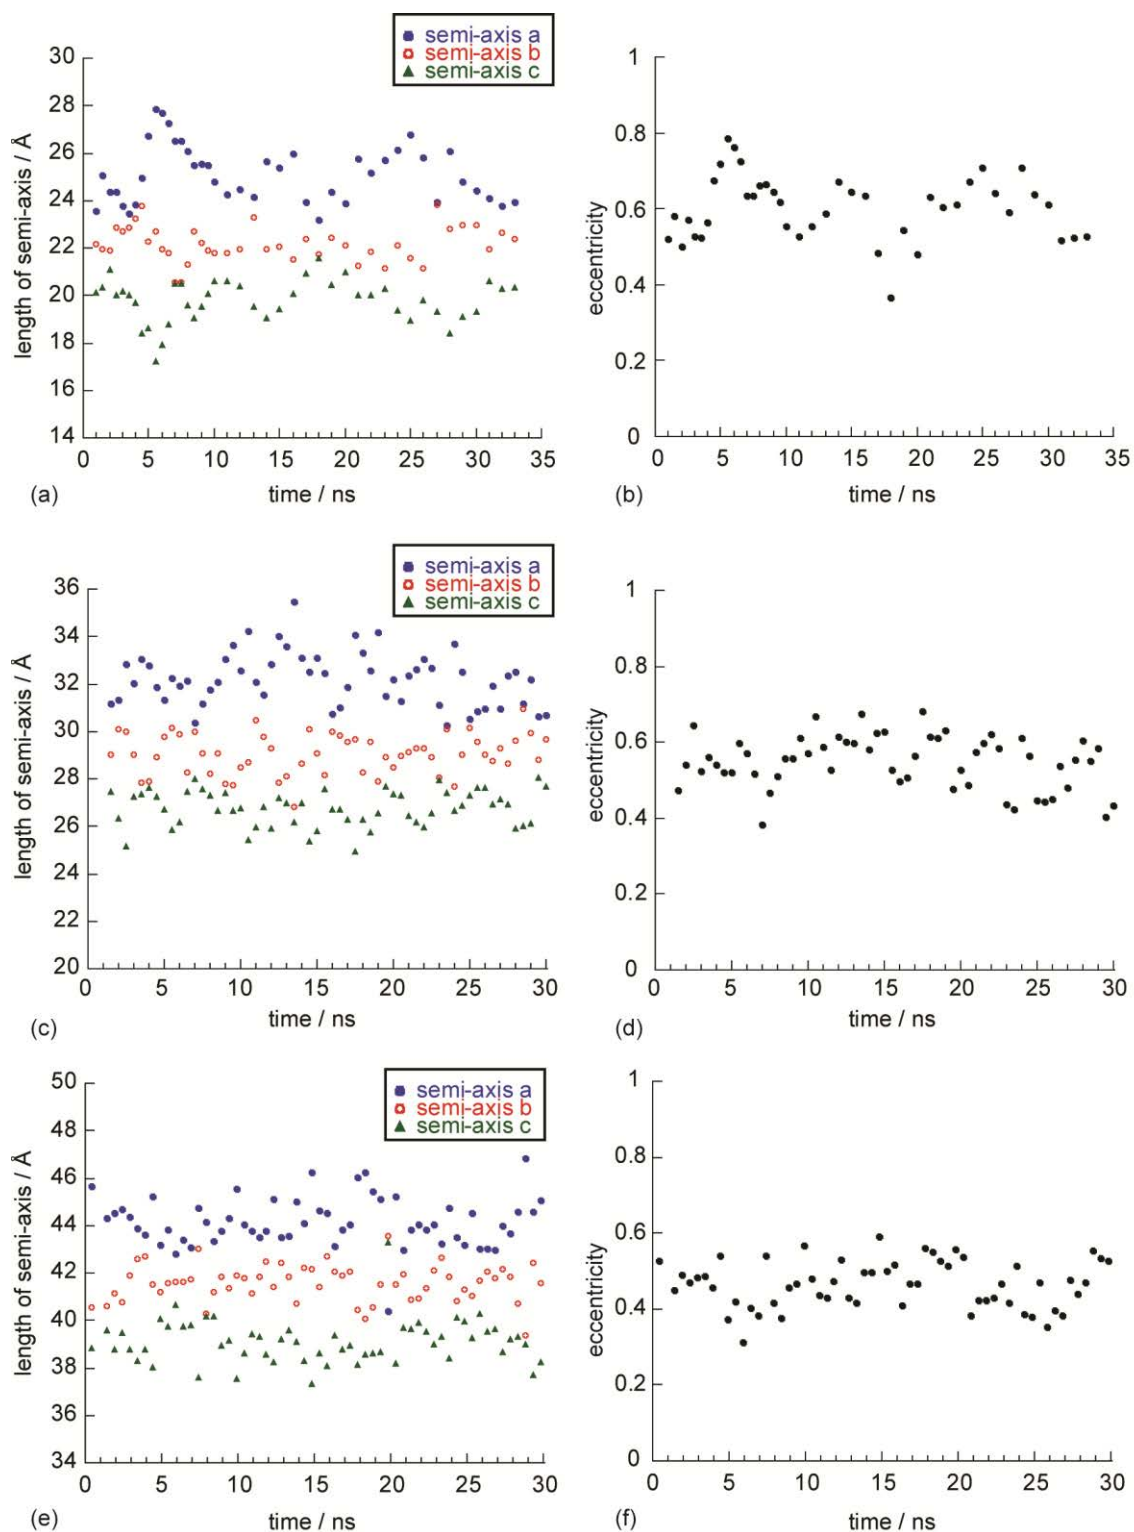 semi-axis a
semi-axis b
semi-axis c
30
28
26
24
22
20
18
16
14
length of semi-axis / Å
0 5 10 15 20 25 30 35
time / ns
(a)
1
0.8
0.6
0.4
0.2
0
eccentricity
0 5 10 15 20 25 30 35
time / ns
(b)
semi-axis a
semi-axis b
semi-axis c
36
34
32
30
28
26
24
22
20
length of semi-axis / Å
0 5 10 15 20 25 30
time / ns
(c)
1
0.8
0.6
0.4
0.2
0
eccentricity
0 5 10 15 20 25 30
time / ns
(d)
semi-axis a
semi-axis b
semi-axis c
50
48
46
44
42
40
38
36
34
length of semi-axis / Å
0 5 10 15 20 25 30
time / ns
(e)
1
0.8
0.6
0.4
0.2
0
eccentricity
0 5 10 15 20 25 30
time / ns
(f)